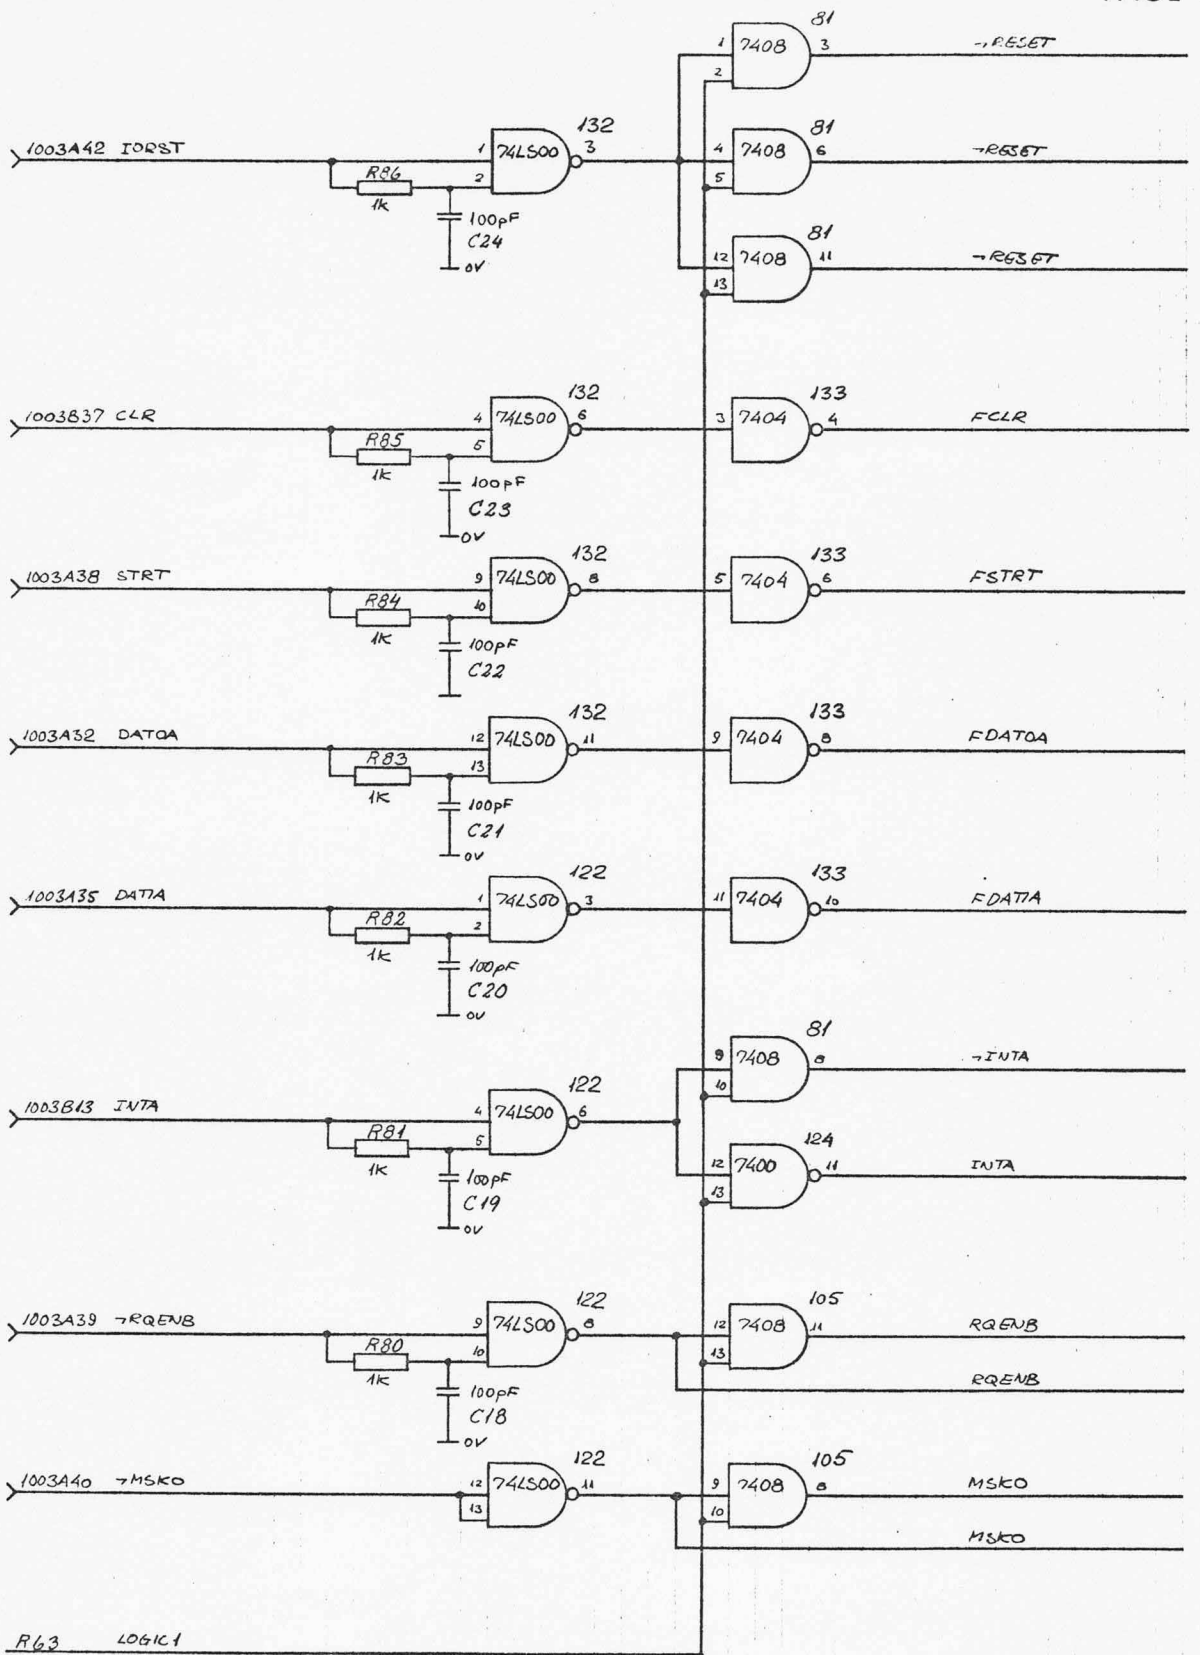 81
1 7408 3 ¬RESET
2
132
81
1003A42 IORST 1 74LS00 3 4 7408 6 ¬RESET
R86 2 5
1K 100pF
C24
0V
81
12 7408 11 ¬RESET
13
132 133
1003B37 CLR 4 74LS00 6 3 7404 4 FCLR
R85 5
1K 100pF
C23
0V
132 133
1003A38 STRT 9 74LS00 8 5 7404 6 FSTRT
R84 10
1K 100pF
C22
132 133
1003A32 DATOA 12 74LS00 11 9 7404 8 FDATOA
R83 13
1K 100pF
C21
0V
122 133
1003A35 DATIA 1 74LS00 3 11 7404 10 FDATIA
R82 2
1K 100pF
C20
0V
81
9 7408 8 ¬INTA
10
122
1003B13 INTA 4 74LS00 6
R81 5
1K 100pF
C19
0V
124
12 7400 11 INTA
13
122 105
1003A39 ¬RQENB 9 74LS00 8 12 7408 11 RQENB
R80 10 13
1K 100pF RQENB
C18
0V
122 105
1003A40 ¬MSKO 12 74LS00 11 9 7408 8 MSKO
13 10
MSKO
R63 LOGIC1